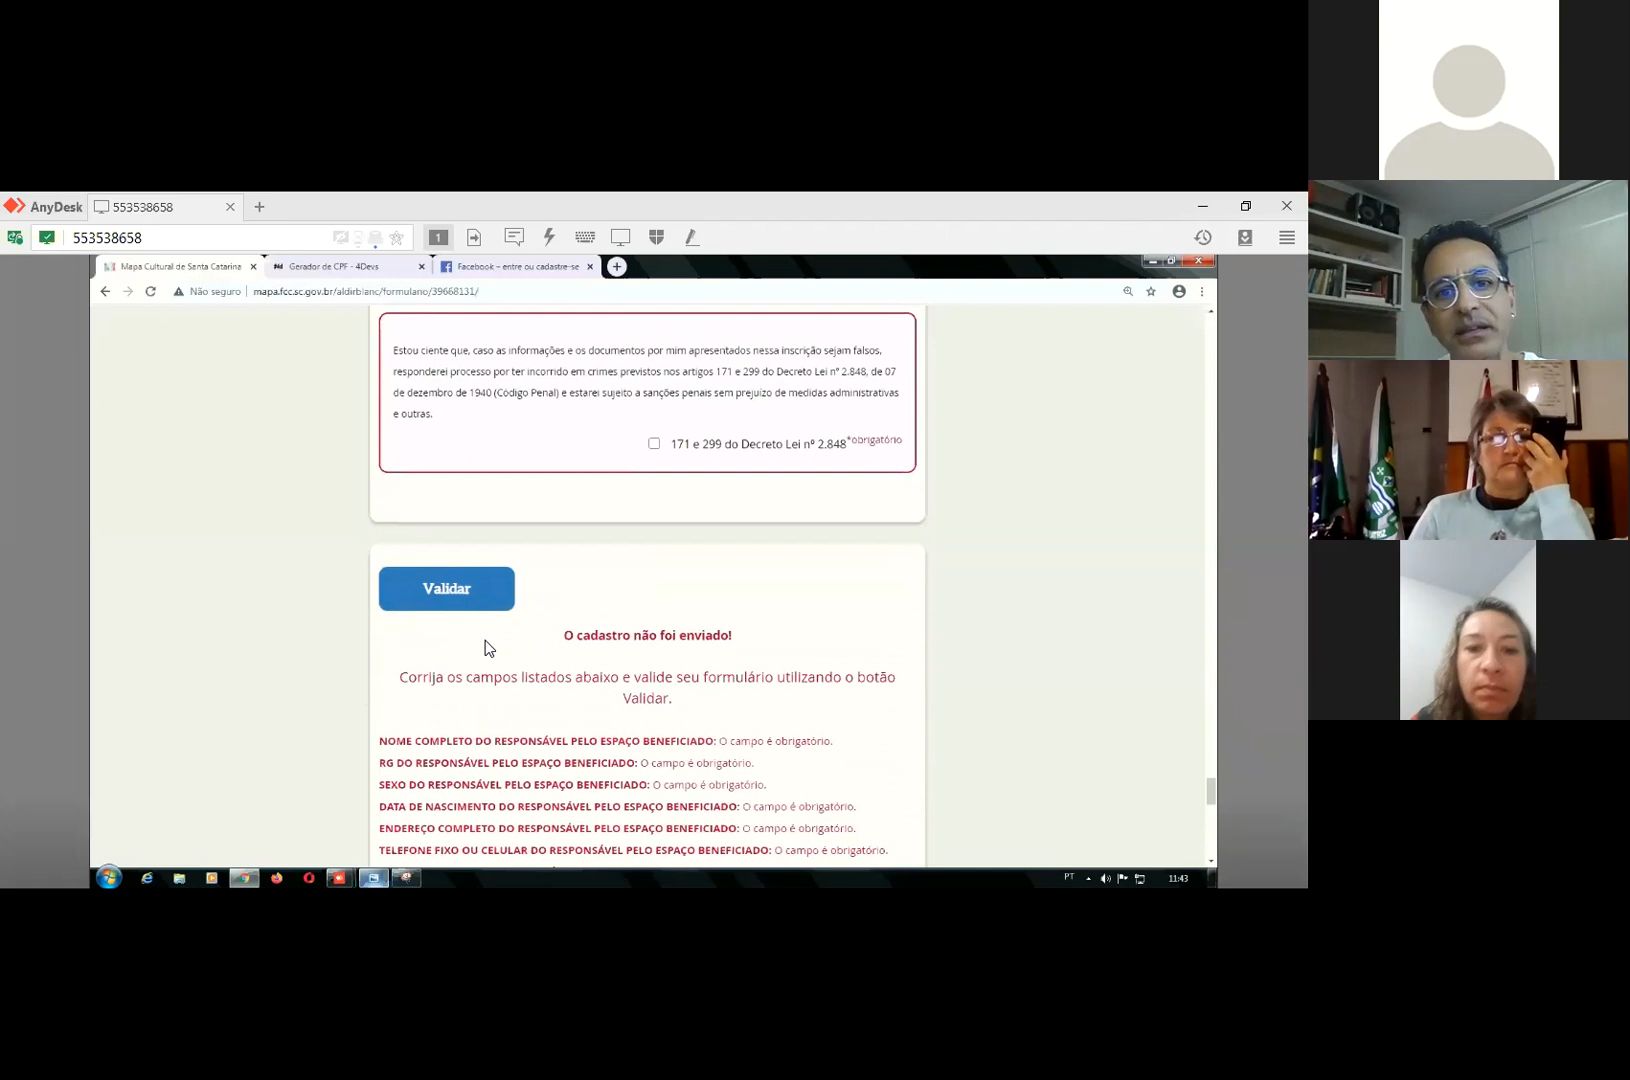 AnyDesk
553538658
553538658
1
Mapa Cultural de Santa Catarina
Gerador de CPF - 4Devs
Facebook – entre ou cadastre-se
Não seguro
mapa.fcc.sc.gov.br/aldirblanc/formulario/39668131/
Estou ciente que, caso as informações e os documentos por mim apresentados nessa inscrição sejam falsos,
responderei processo por ter incorrido em crimes previstos nos artigos 171 e 299 do Decreto Lei nº 2.848, de 07
de dezembro de 1940 (Código Penal) e estarei sujeito a sanções penais sem prejuízo de medidas administrativas
e outras.
171 e 299 do Decreto Lei nº 2.848*obrigatório
Validar
O cadastro não foi enviado!
Corrija os campos listados abaixo e valide seu formulário utilizando o botão
Validar.
NOME COMPLETO DO RESPONSÁVEL PELO ESPAÇO BENEFICIADO: O campo é obrigatório.
RG DO RESPONSÁVEL PELO ESPAÇO BENEFICIADO: O campo é obrigatório.
SEXO DO RESPONSÁVEL PELO ESPAÇO BENEFICIADO: O campo é obrigatório.
DATA DE NASCIMENTO DO RESPONSÁVEL PELO ESPAÇO BENEFICIADO: O campo é obrigatório.
ENDEREÇO COMPLETO DO RESPONSÁVEL PELO ESPAÇO BENEFICIADO: O campo é obrigatório.
TELEFONE FIXO OU CELULAR DO RESPONSÁVEL PELO ESPAÇO BENEFICIADO: O campo é obrigatório.
PT
11:43